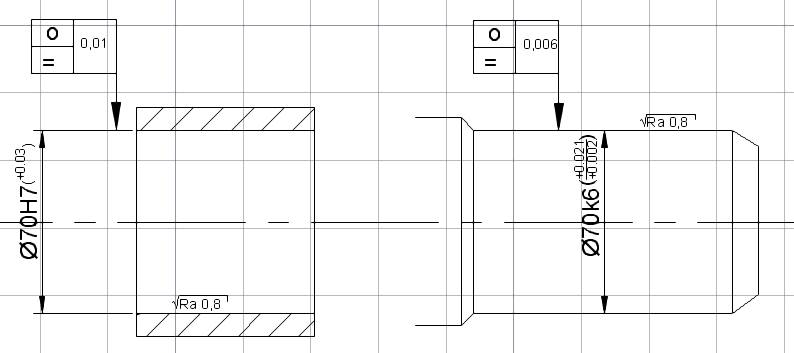 O
=
0,01
O
=
0,006
√Ra 0,8
Ø70H7(+0.03)
Ø70k6(+0.021
+0.002)
√Ra 0,8